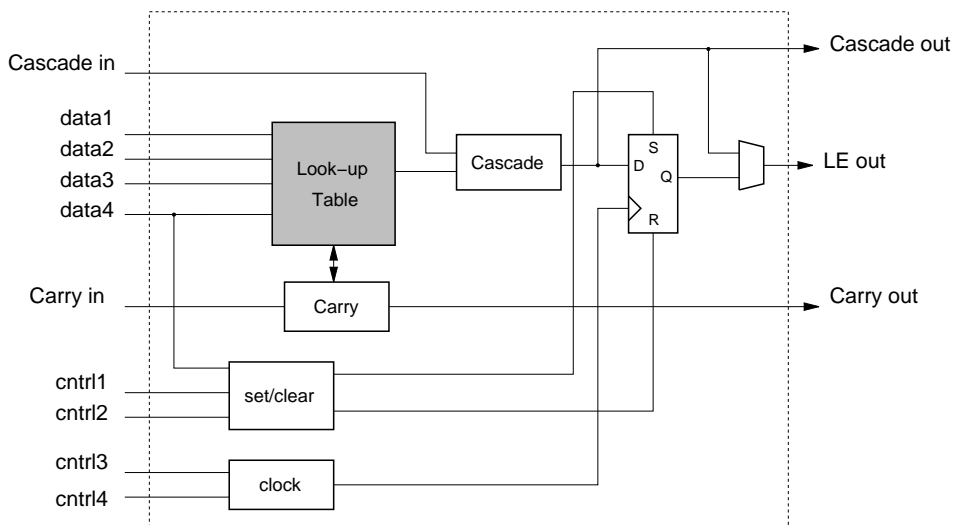 Cascade in
data1
data2
data3
data4
Carry in
cntrl1
cntrl2
cntrl3
cntrl4
Look−up
Table
Carry
set/clear
clock
Cascade
S
D
Q
R
Cascade out
LE out
Carry out